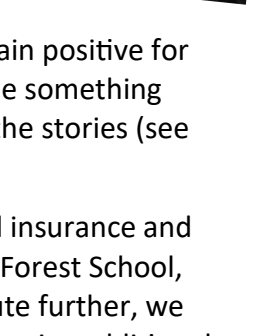 ain positive for
e something
he stories (see
insurance and
Forest School,
ute further, we